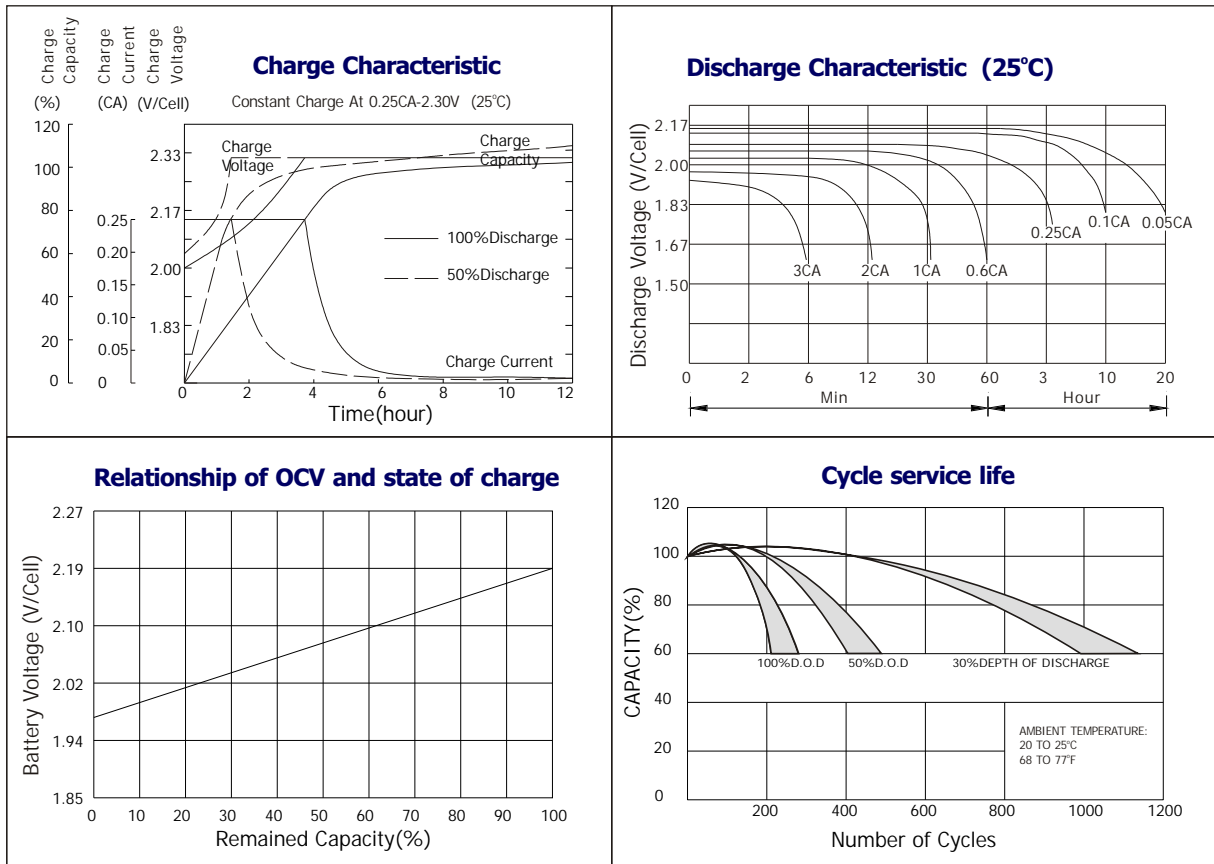 Charge
Capacity
Charge
Current
Charge
Voltage
Charge Characteristic
(%)
(CA)
(V/Cell)
Constant Charge At 0.25CA-2.30V (25°C)
120
100
80
60
40
20
0
0.25
0.20
0.15
0.10
0.05
0
2.33
2.17
2.00
1.83
Charge
Voltage
Charge
Capacity
100%Discharge
50%Discharge
Charge Current
0 2 4 6 8 10 12
Time(hour)
Discharge Characteristic (25°C)
Discharge Voltage (V/Cell)
2.17
2.00
1.83
1.67
1.50
3CA
2CA
1CA
0.6CA
0.25CA
0.1CA
0.05CA
0 2 6 12 30 60 3 10 20
Min
Hour
Relationship of OCV and state of charge
Battery Voltage (V/Cell)
2.27
2.19
2.10
2.02
1.94
1.85
0 10 20 30 40 50 60 70 80 90 100
Remained Capacity(%)
Cycle service life
CAPACITY(%)
120
100
80
60
40
20
0
100%D.O.D
50%D.O.D
30%DEPTH OF DISCHARGE
AMBIENT TEMPERATURE:
20 TO 25°C
68 TO 77°F
200 400 600 800 1000 1200
Number of Cycles